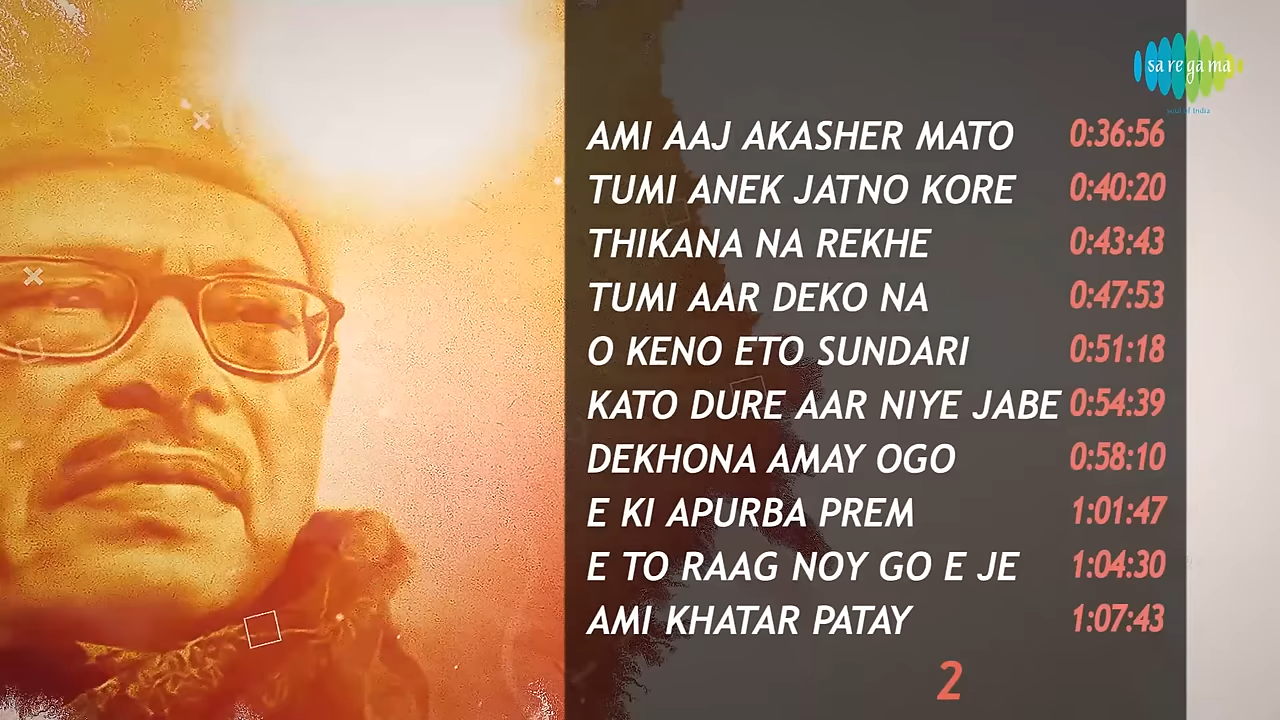 sa re ga ma
soul of India
AMI AAJ AKASHER MATO 0:36:56
TUMI ANEK JATNO KORE 0:40:20
THIKANA NA REKHE 0:43:43
TUMI AAR DEKO NA 0:47:53
O KENO ETO SUNDARI 0:51:18
KATO DURE AAR NIYE JABE 0:54:39
DEKHONA AMAY OGO 0:58:10
E KI APURBA PREM 1:01:47
E TO RAAG NOY GO E JE 1:04:30
AMI KHATAR PATAY 1:07:43
2